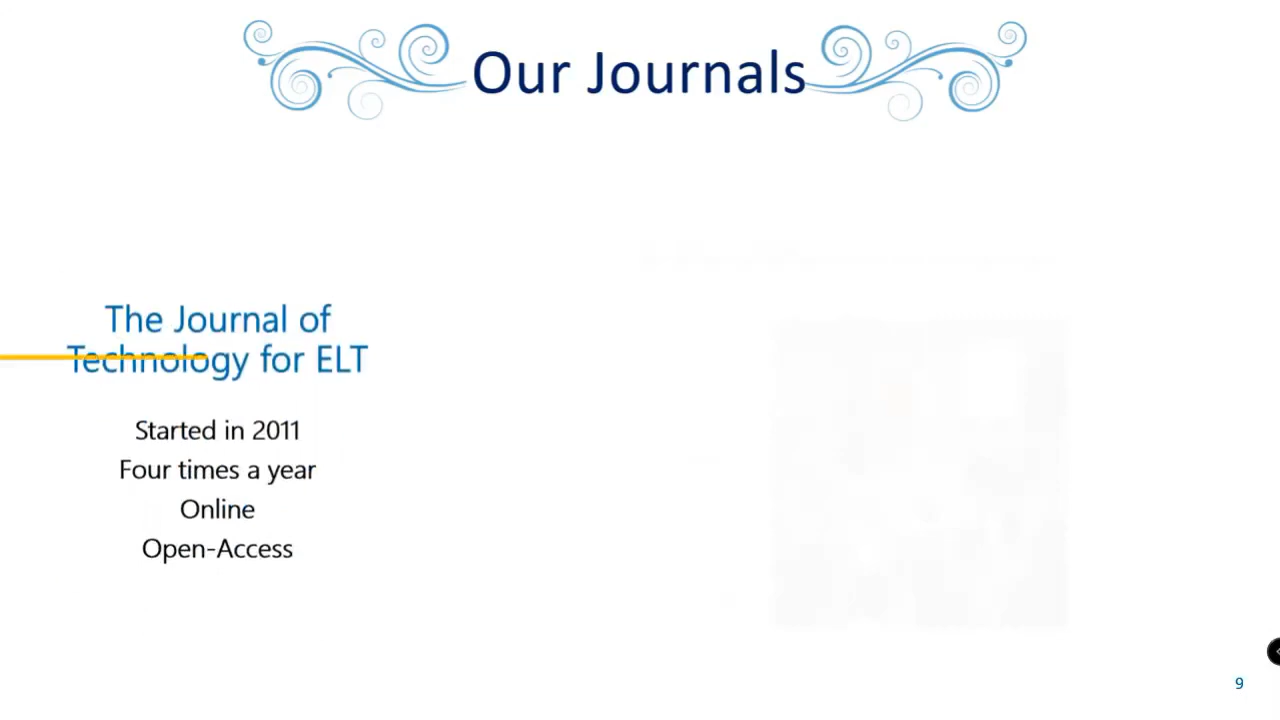 Our Journals
The Journal of
Technology for ELT
Started in 2011
Four times a year
Online
Open-Access
9